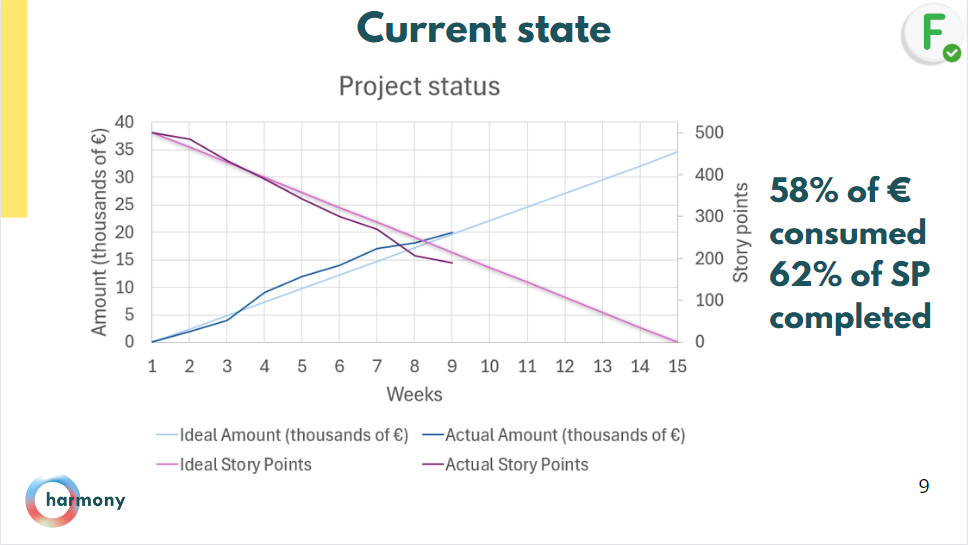 Current state
F
Project status
Amount (thousands of €)
40
35
30
25
20
15
10
5
0
500
400
300
200
100
0
Story points
1 2 3 4 5 6 7 8 9 10 11 12 13 14 15
Weeks
Ideal Amount (thousands of €) Actual Amount (thousands of €)
Ideal Story Points Actual Story Points
58% of €
consumed
62% of SP
completed
harmony
9